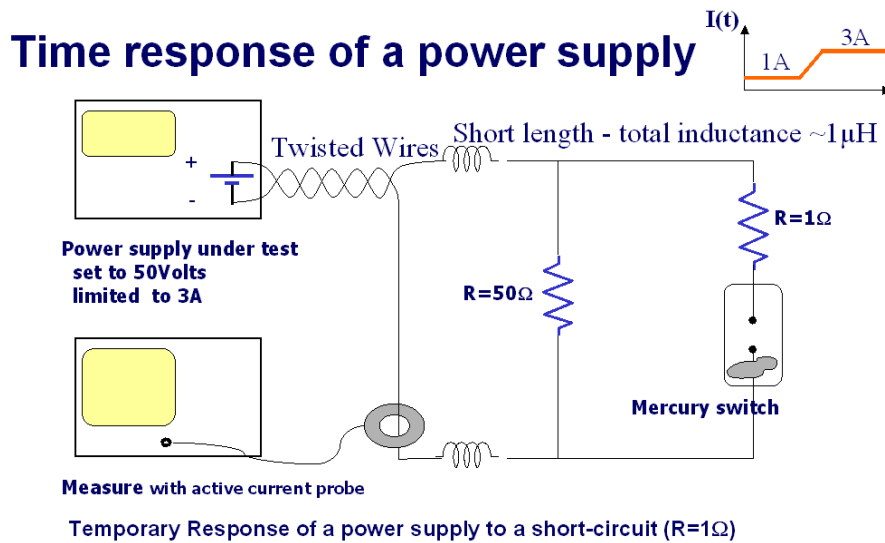 Time response of a power supply
I(t)
1A
3A
Twisted Wires
Short length - total inductance ~1µH
+
-
R=1Ω
Power supply under test
set to 50Volts
limited to 3A
R=50Ω
Mercury switch
Measure with active current probe
Temporary Response of a power supply to a short-circuit (R=1Ω)